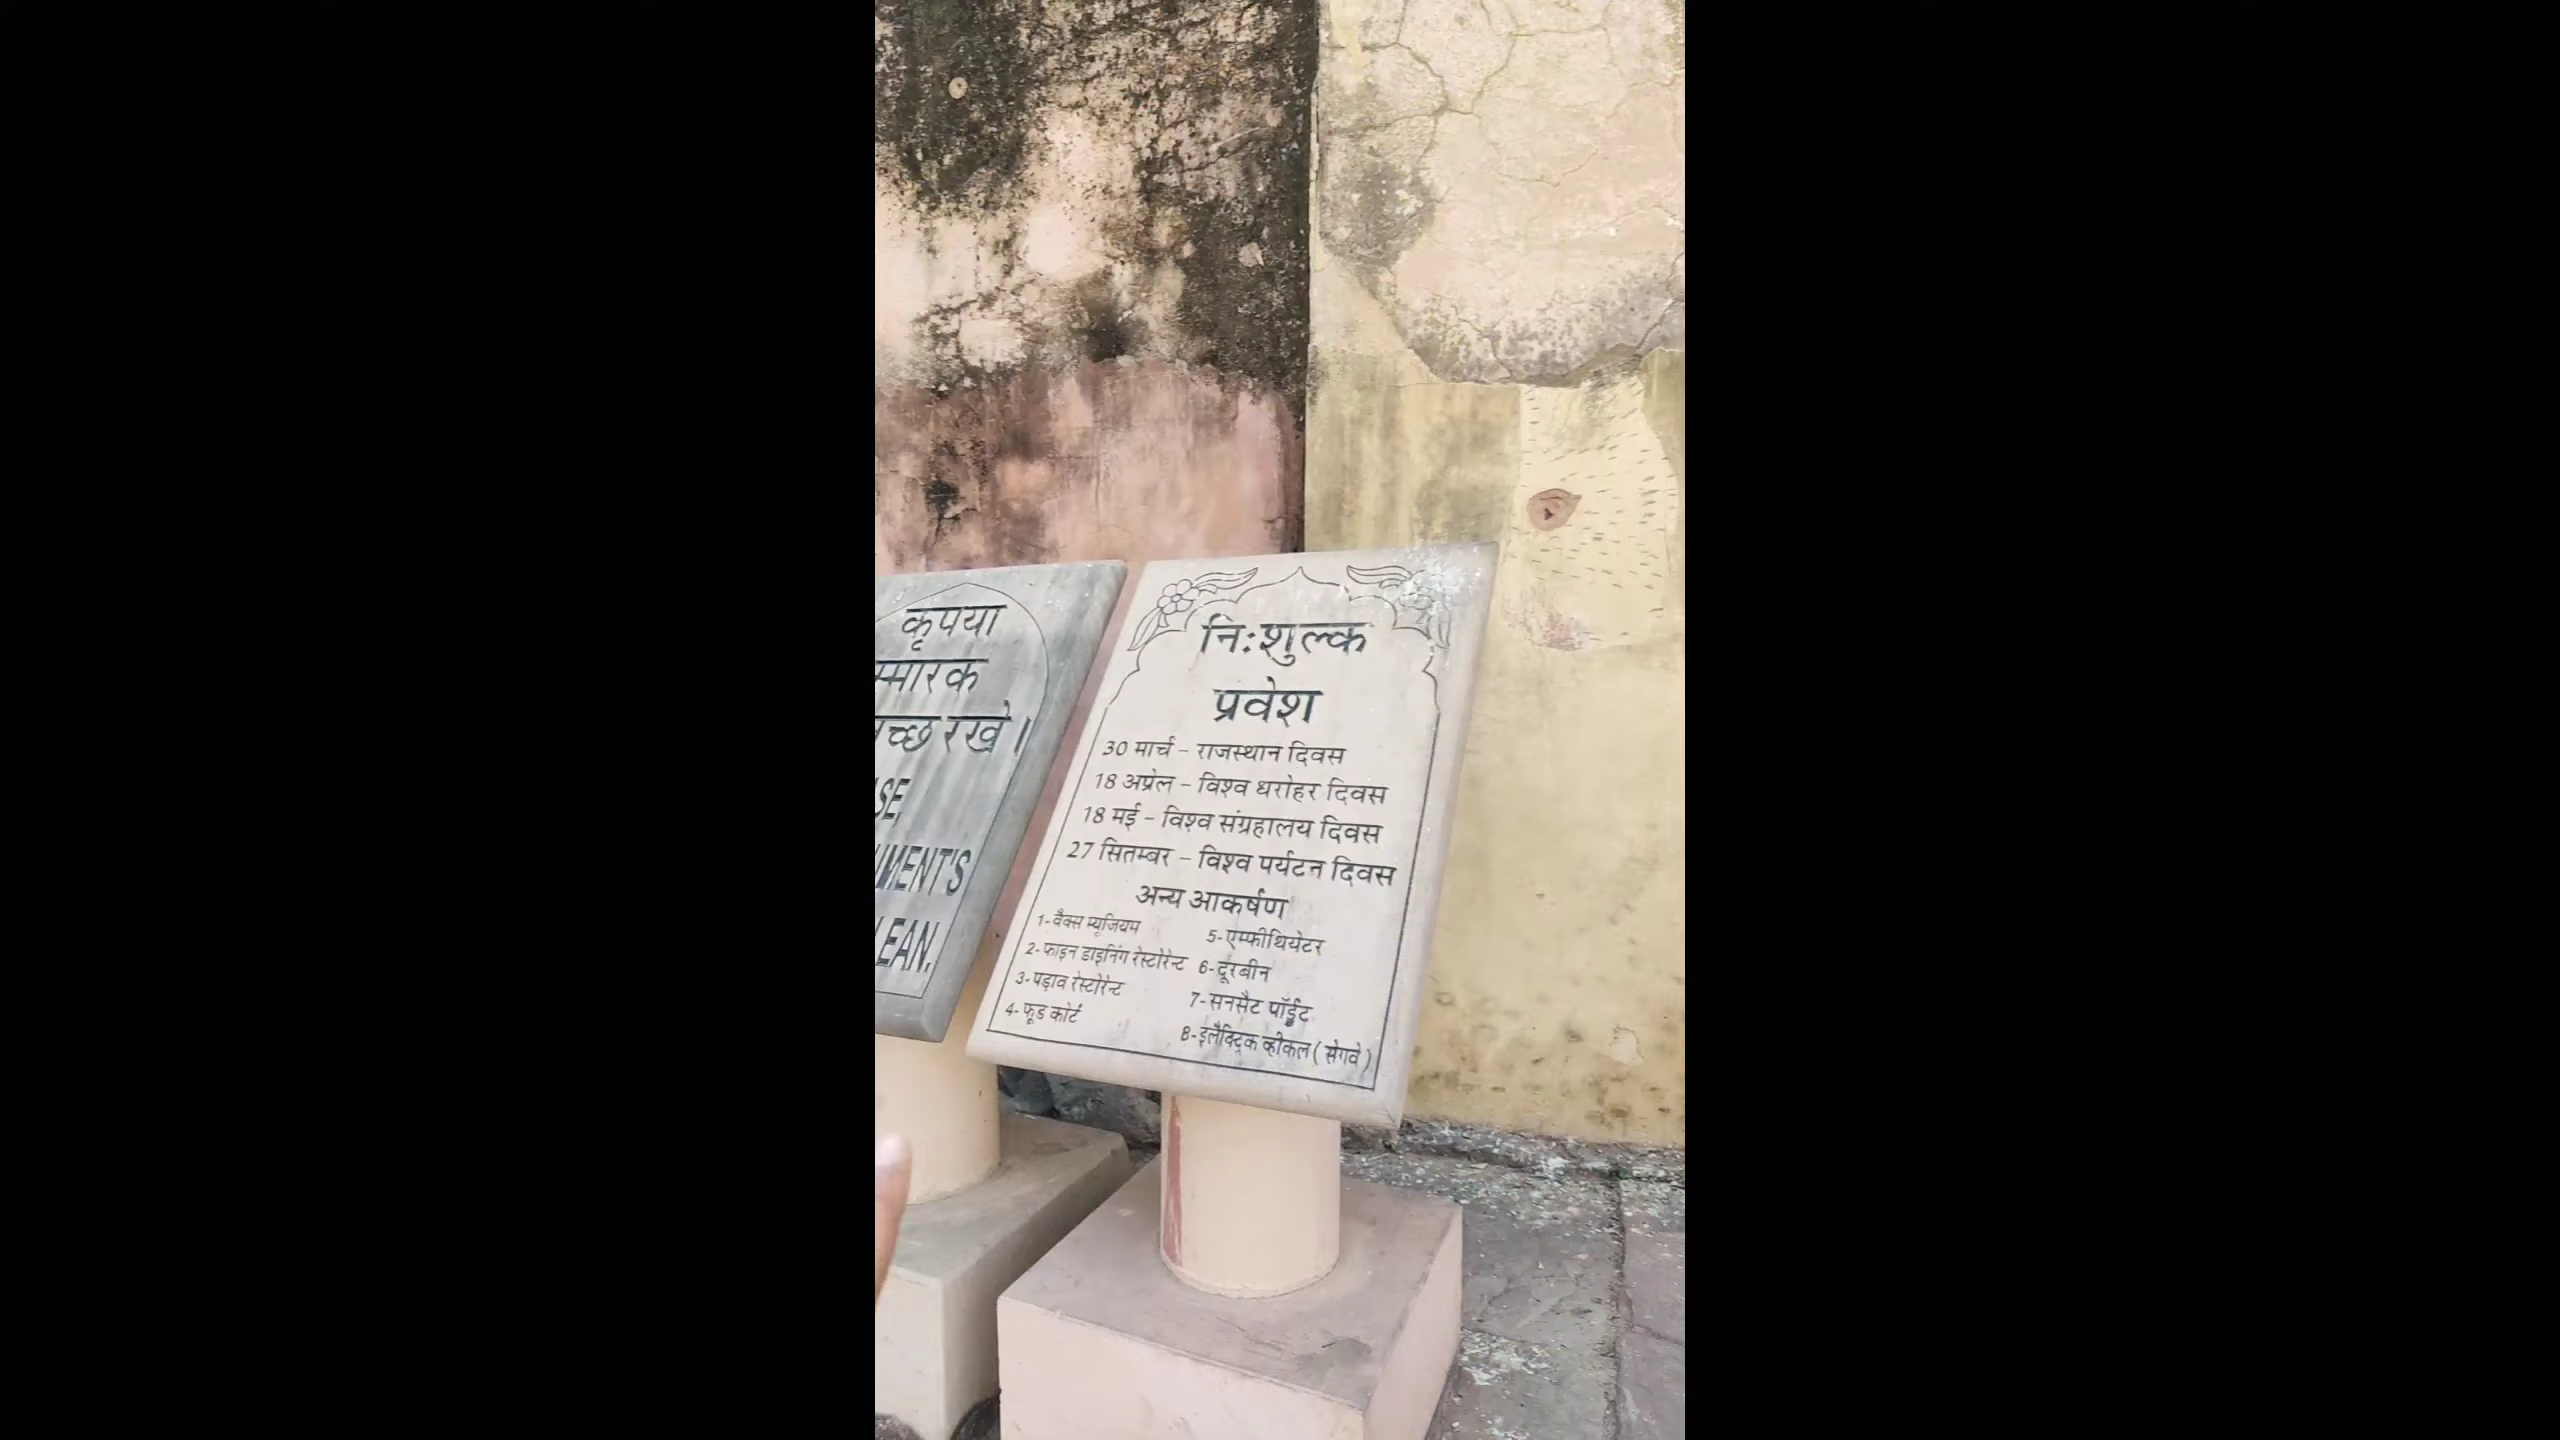 कृपया
स्मारक
स्वच्छ रखे।
SE,
UMENT'S
LEAN.
नि:शुल्क
प्रवेश
30 मार्च - राजस्थान दिवस
18 अप्रेल - विश्व धरोहर दिवस
18 मई - विश्व संग्रहालय दिवस
27 सितम्बर - विश्व पर्यटन दिवस
अन्य आकर्षण
1- वैक्स म्यूजियम
2- फाइन डाइनिंग रेस्टोरेन्ट
3- पड़ाव रेस्टोरेन्ट
4- फूड कोर्ट
5- एम्फीथियेटर
6- दूरबीन
7- सनसैट पॉईंट
8- इलैक्ट्रिक व्हीकल ( सेगवे )